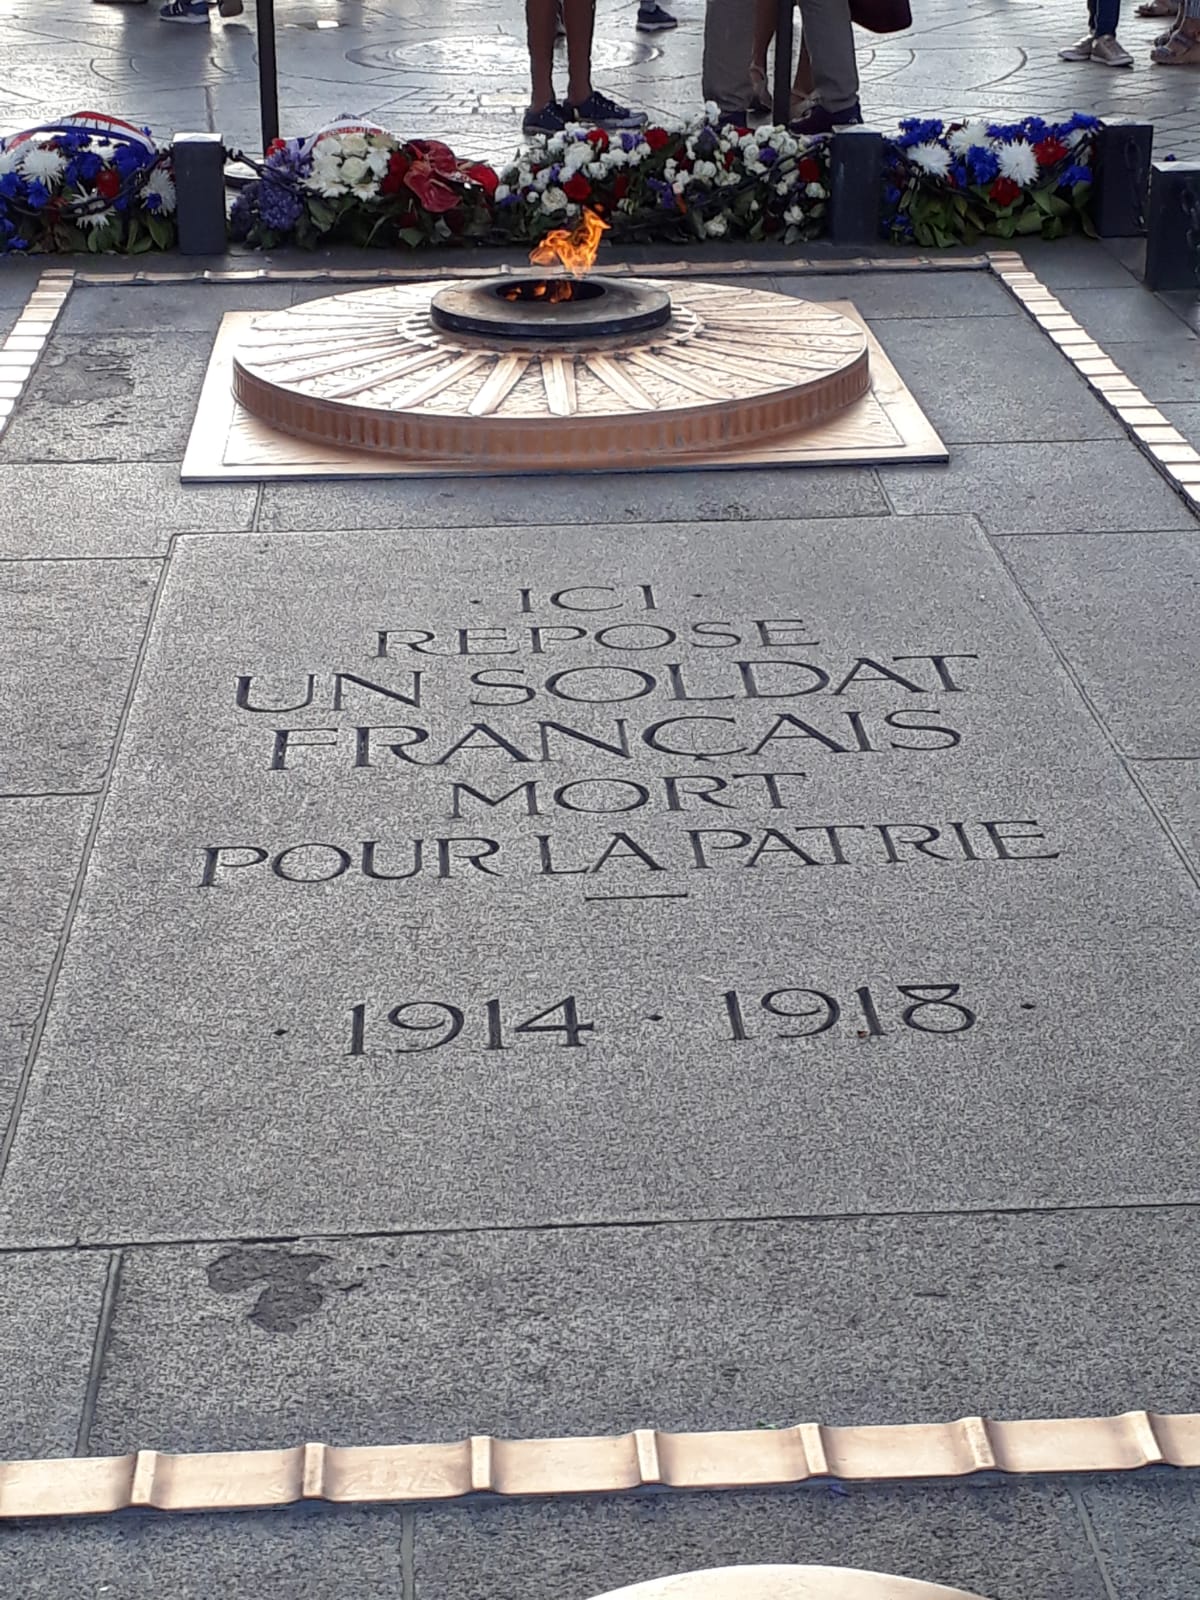 · ICI ·
REPOSE
UN SOLDAT
FRANÇAIS
MORT
POUR LA PATRIE
· 1914 · 1918 ·